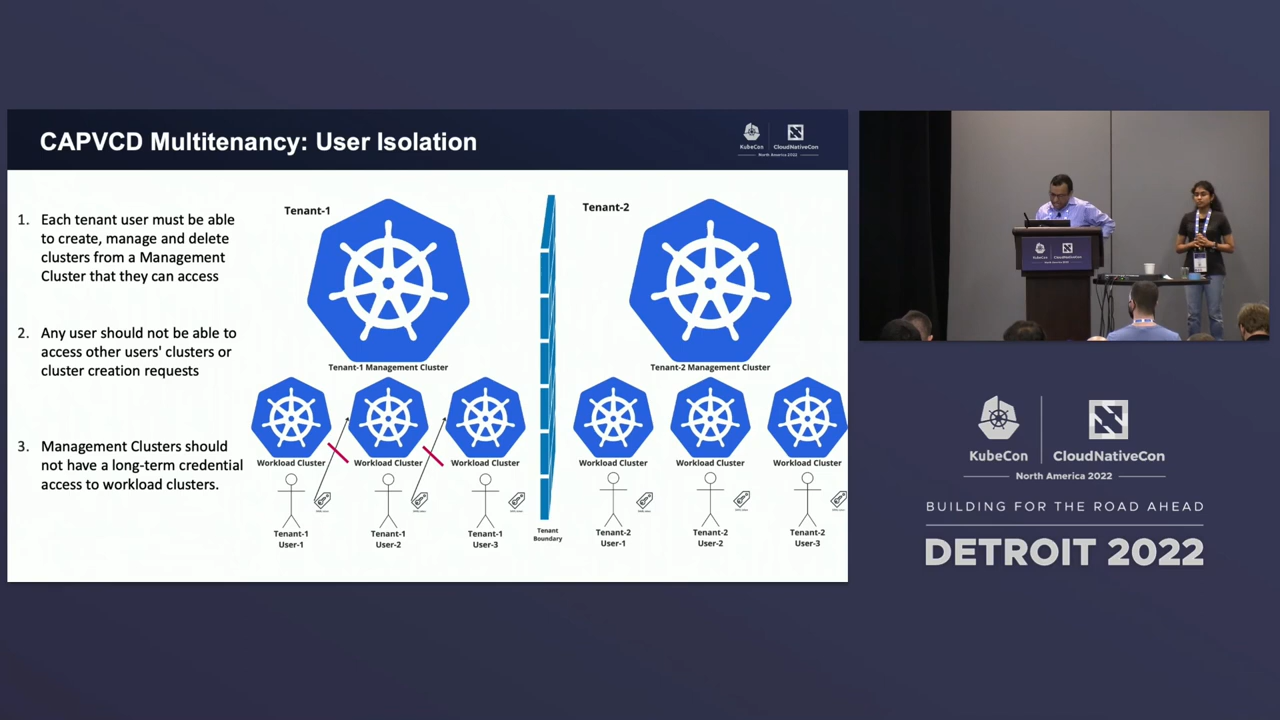 CAPVCD Multitenancy: User Isolation
KubeCon
CloudNativeCon
North America 2022
1. Each tenant user must be able
to create, manage and delete
clusters from a Management
Cluster that they can access
2. Any user should not be able to
access other users' clusters or
cluster creation requests
3. Management Clusters should
not have a long-term credential
access to workload clusters.
Tenant-1
Tenant-2
Tenant-1 Management Cluster
Tenant-2 Management Cluster
Workload Cluster
Workload Cluster
Workload Cluster
Workload Cluster
Workload Cluster
Workload Cluster
Tenant-1
User-1
Tenant-1
User-2
Tenant-1
User-3
Tenant
Boundary
Tenant-2
User-1
Tenant-2
User-2
Tenant-2
User-3
KubeCon
CloudNativeCon
North America 2022
KubeCon
CloudNativeCon
North America 2022
BUILDING FOR THE ROAD AHEAD
DETROIT 2022